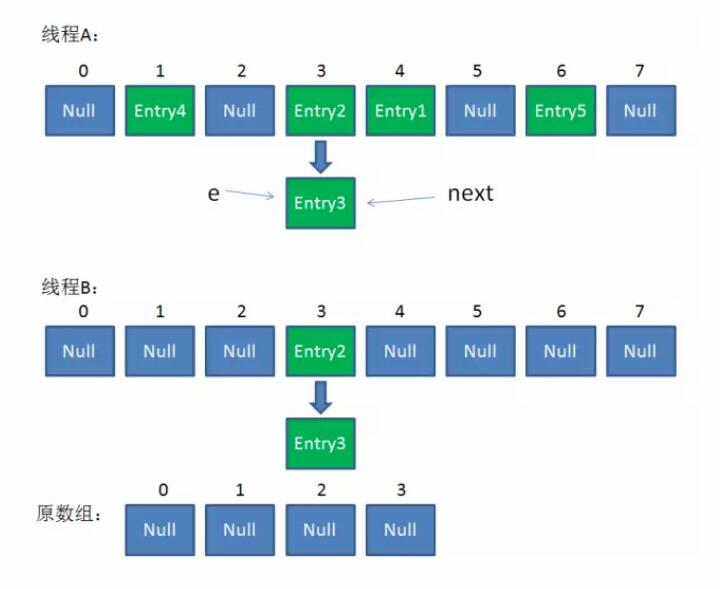 线程A：
0 1 2 3 4 5 6 7
Null Entry4 Null Entry2 Entry1 Null Entry5 Null
e Entry3 next
线程B：
0 1 2 3 4 5 6 7
Null Null Null Entry2 Null Null Null Null
Entry3
0 1 2 3
原数组： Null Null Null Null